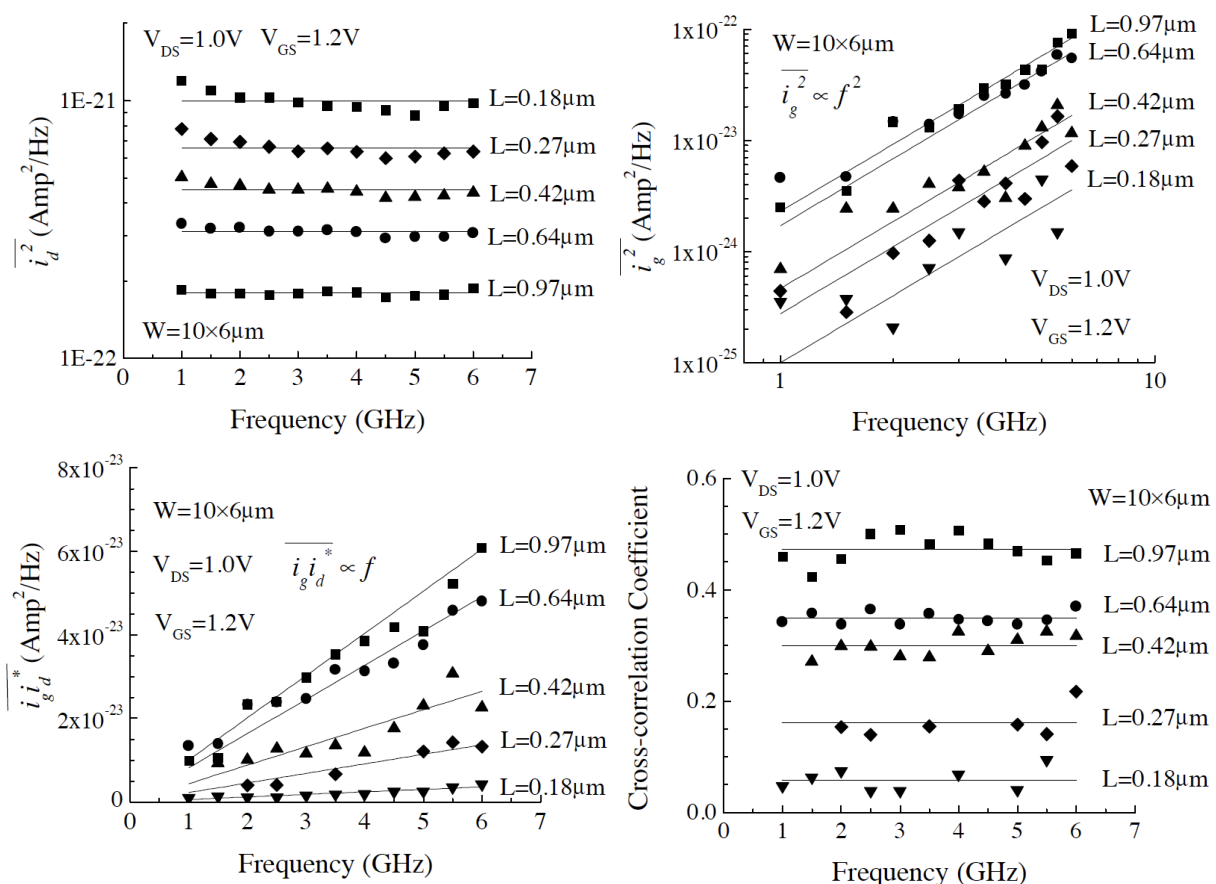 V_DS=1.0V V_GS=1.2V
1E-21
1E-22
i_d^2 (Amp^2/Hz)
L=0.18μm
L=0.27μm
L=0.42μm
L=0.64μm
L=0.97μm
W=10×6μm
0 1 2 3 4 5 6 7
Frequency (GHz)
1x10^-22
1x10^-23
1x10^-24
1x10^-25
i_g^2 (Amp^2/Hz)
W=10×6μm
i_g^2 ∝ f^2
L=0.97μm
L=0.64μm
L=0.42μm
L=0.27μm
L=0.18μm
V_DS=1.0V
V_GS=1.2V
1 10
Frequency (GHz)
8x10^-23
6x10^-23
4x10^-23
2x10^-23
0
i_g i_d^* (Amp^2/Hz)
W=10×6μm
V_DS=1.0V
i_g i_d^* ∝ f
V_GS=1.2V
L=0.97μm
L=0.64μm
L=0.42μm
L=0.27μm
L=0.18μm
0 1 2 3 4 5 6 7
Frequency (GHz)
0.6
0.4
0.2
0.0
Cross-correlation Coefficient
V_DS=1.0V
W=10×6μm
V_GS=1.2V
L=0.97μm
L=0.64μm
L=0.42μm
L=0.27μm
L=0.18μm
0 1 2 3 4 5 6 7
Frequency (GHz)